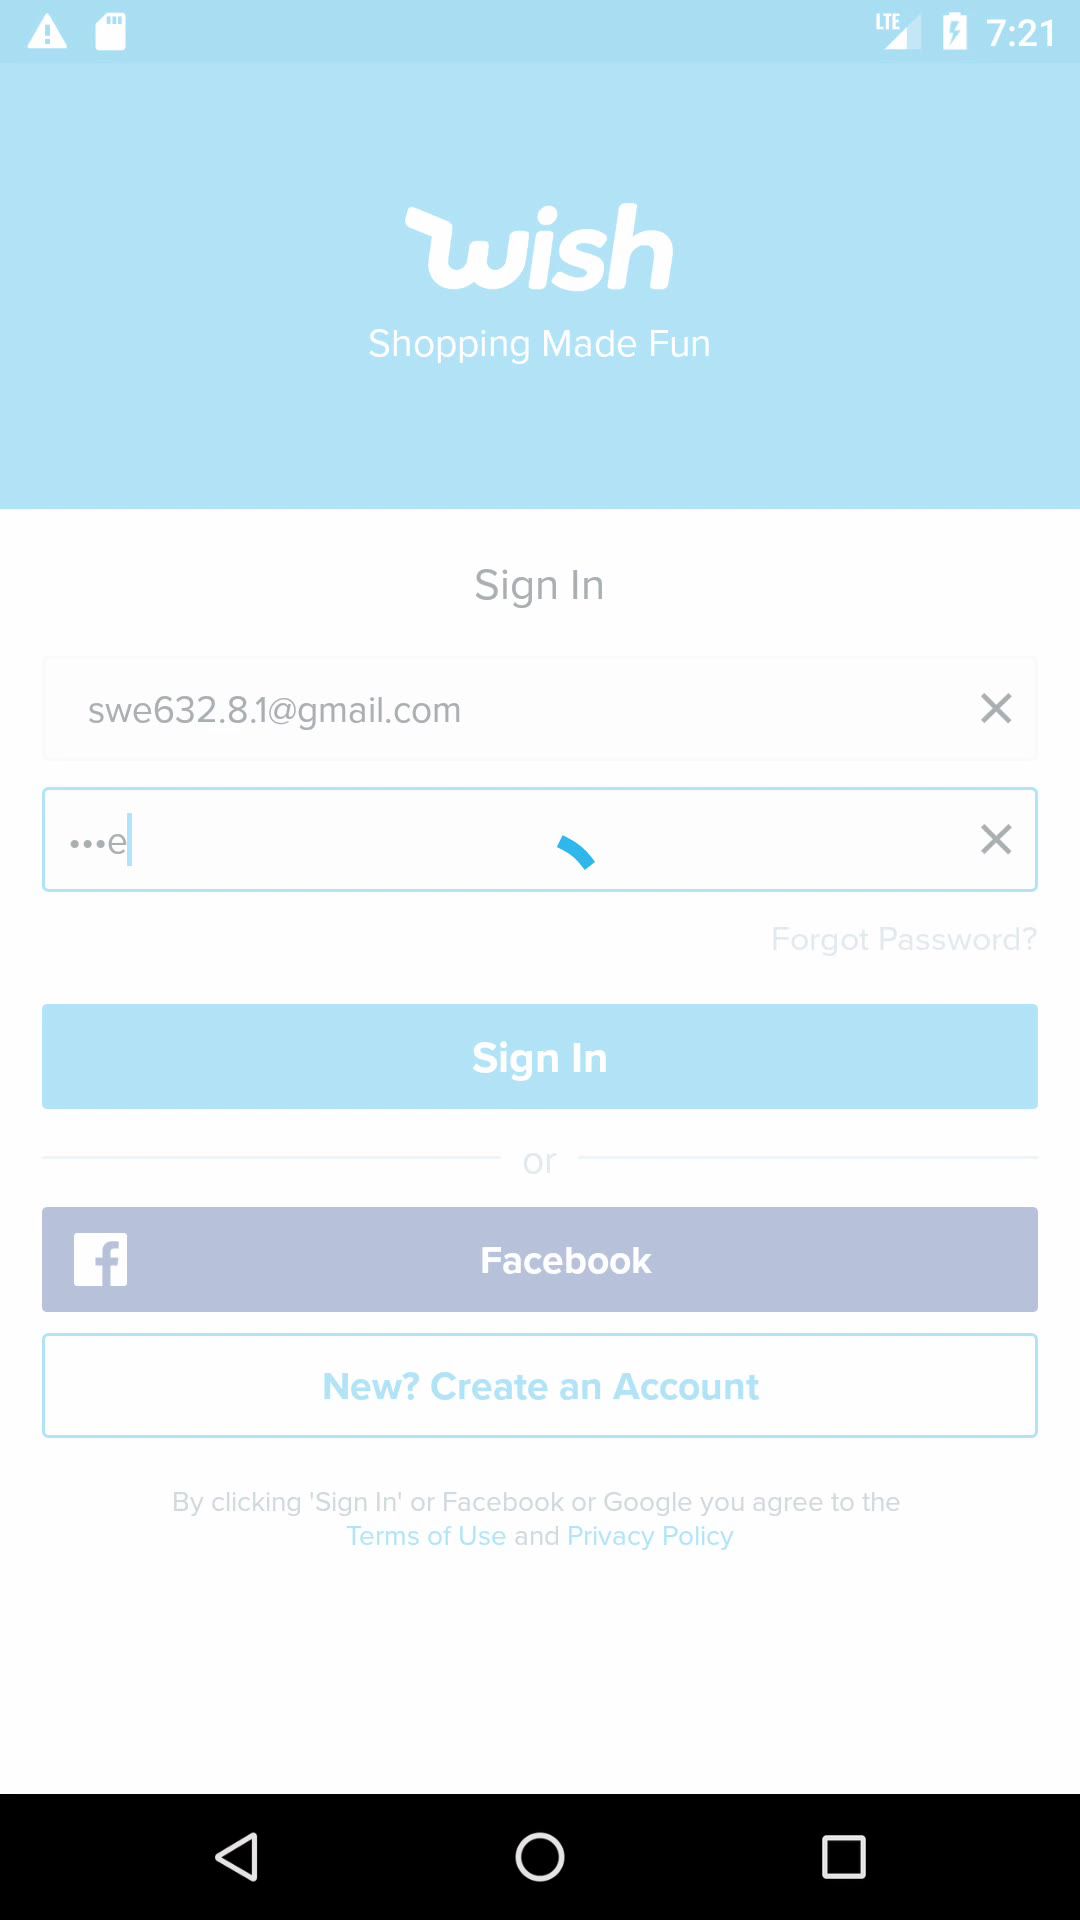 LTE 7:21
wish
Shopping Made Fun
Sign In
swe632.8.1@gmail.com
•••e
Forgot Password?
Sign In
or
Facebook
New? Create an Account
By clicking 'Sign In' or Facebook or Google you agree to the
Terms of Use and Privacy Policy